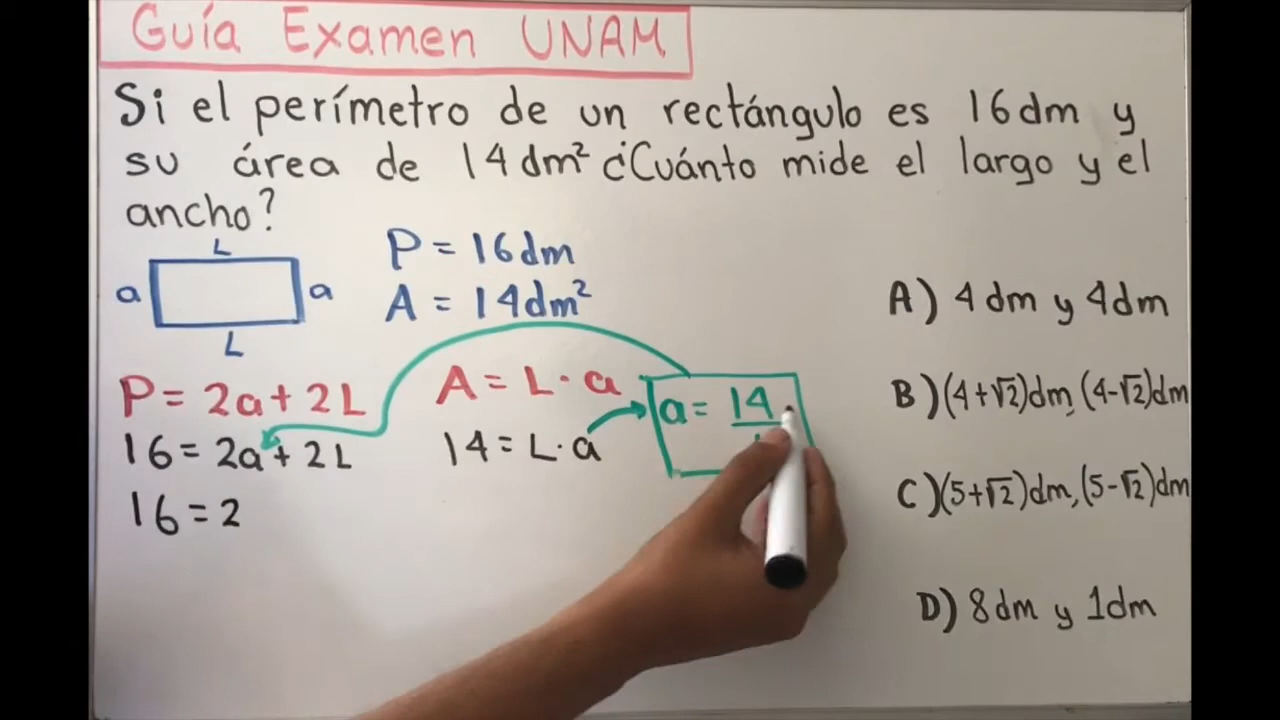 Guía Examen UNAM
Si el perímetro de un rectángulo es 16dm y
su área de 14dm² ¿Cuánto mide el largo y el
ancho?
L
a
a
L
P = 16dm
A = 14dm²
P = 2a + 2L
16 = 2a + 2L
16 = 2
A = L · a
14 = L · a
a = 14
A) 4dm y 4dm
B) (4+√2)dm, (4-√2)dm
C) (5+√2)dm, (5-√2)dm
D) 8dm y 1dm